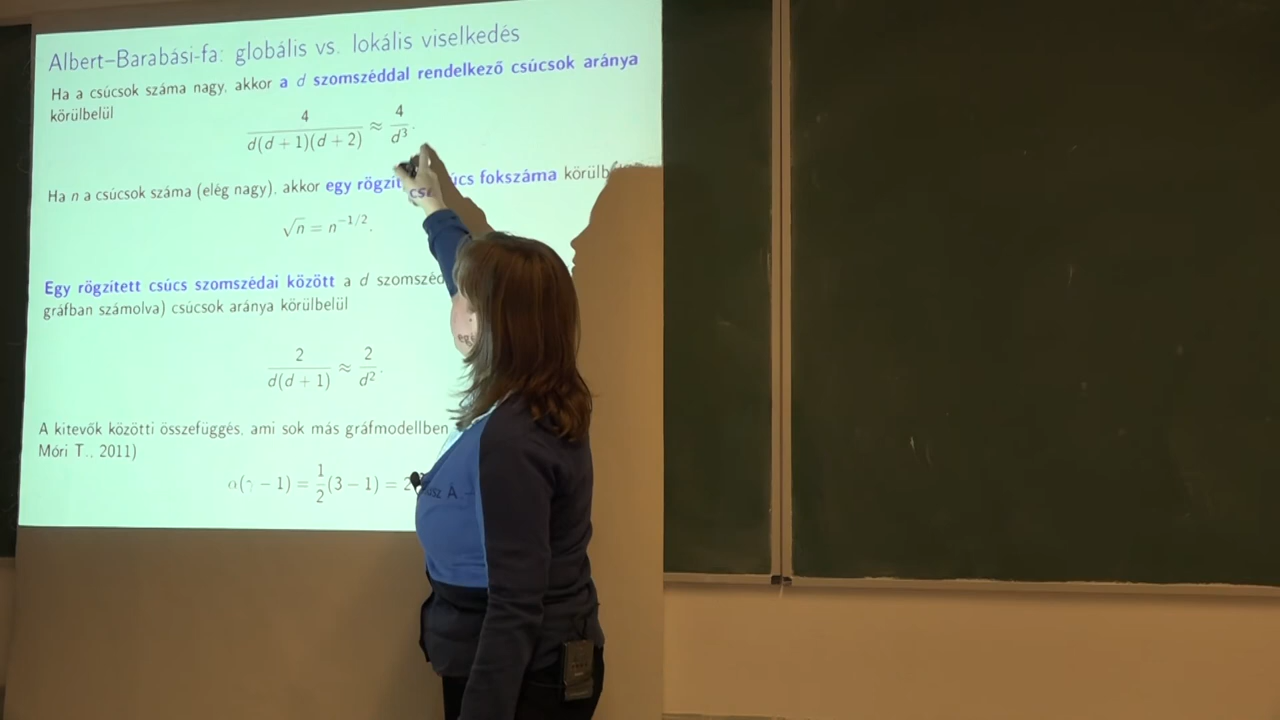 Albert–Barabási-fa: globális vs. lokális viselkedés
Ha a csúcsok száma nagy, akkor a d szomszéddal rendelkező csúcsok aránya
körülbelül
4 / d(d + 1)(d + 2) ≈ 4 / d³.
Ha n a csúcsok száma (elég nagy), akkor egy rögzít csúcs fokszáma körülb
√n = n^{-1/2}.
Egy rögzített csúcs szomszédai között a d szomszéd
gráfban számolva) csúcsok aránya körülbelül
2 / d(d + 1) ≈ 2 / d².
A kitevők közötti összefüggés, ami sok más gráfmodellben
Móri T., 2011)
α(γ − 1) = 1/2 (3 − 1) = 2